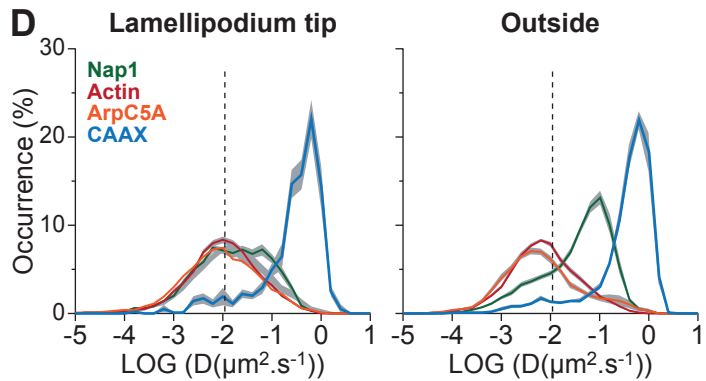 D
Lamellipodium tip
Outside
Occurrence (%)
30
20
10
0
Nap1
Actin
ArpC5A
CAAX
-5 -4 -3 -2 -1 0 1
-5 -4 -3 -2 -1 0 1
LOG (D(µm².s⁻¹))
LOG (D(µm².s⁻¹))